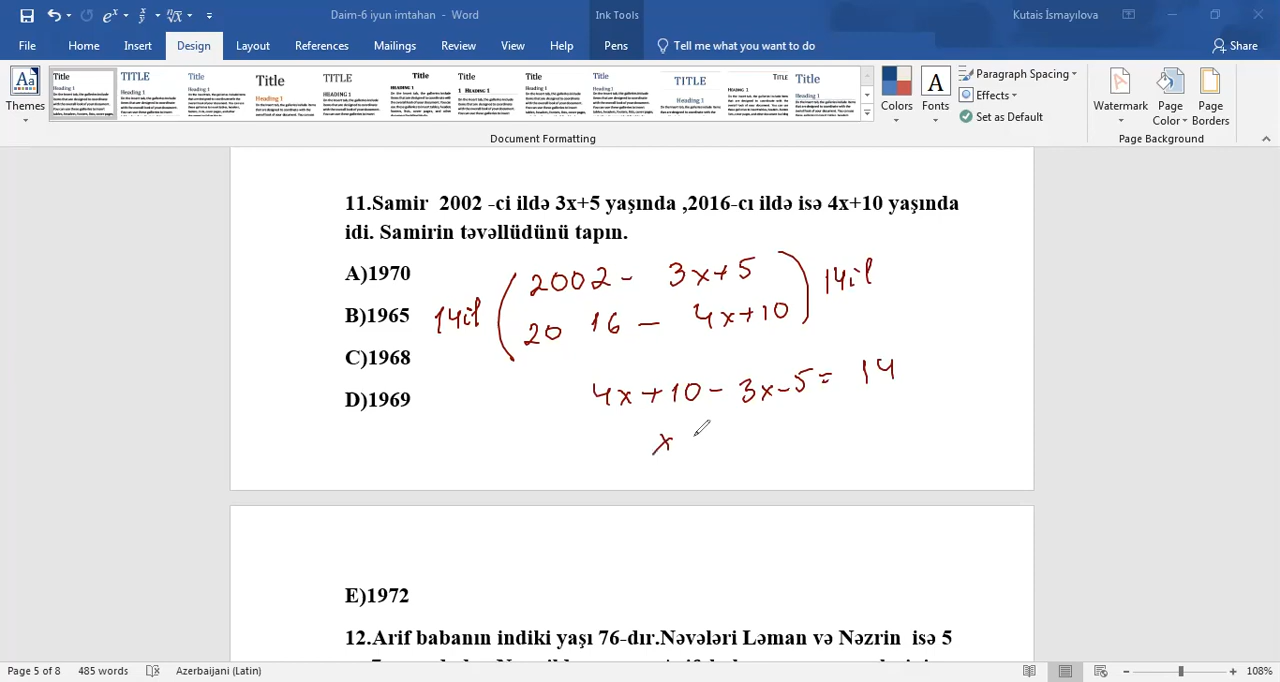 Daim-6 iyun imtahan - Word
Ink Tools
Kutais İsmayılova
File Home Insert Design Layout References Mailings Review View Help Pens Tell me what you want to do Share
Themes
Colors
Fonts
Paragraph Spacing
Effects
Set as Default
Watermark
Page Color
Page Borders
Document Formatting
Page Background
11.Samir 2002 -ci ildə 3x+5 yaşında ,2016-cı ildə isə 4x+10 yaşında
idi. Samirin təvəllüdünü tapın.
A)1970
2002 - 3x+5
14il
B)1965
14il
2016 - 4x+10
C)1968
4x+10-3x-5= 14
D)1969
x
E)1972
12.Arif babanın indiki yaşı 76-dır.Nəvələri Ləman və Nəzrin isə 5
Page 5 of 8 485 words Azerbaijani (Latin) 108%